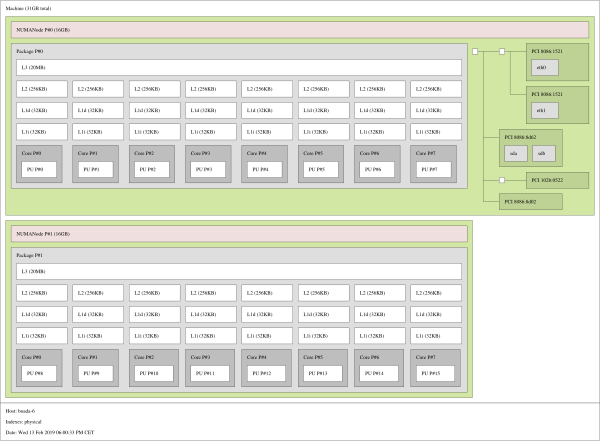 Machine (31GB total)
NUMANode P#0 (16GB)
Package P#0
L3 (20MB)
L2 (256KB) L2 (256KB) L2 (256KB) L2 (256KB) L2 (256KB) L2 (256KB) L2 (256KB) L2 (256KB)
L1d (32KB) L1d (32KB) L1d (32KB) L1d (32KB) L1d (32KB) L1d (32KB) L1d (32KB) L1d (32KB)
L1i (32KB) L1i (32KB) L1i (32KB) L1i (32KB) L1i (32KB) L1i (32KB) L1i (32KB) L1i (32KB)
Core P#0 Core P#1 Core P#2 Core P#3 Core P#4 Core P#5 Core P#6 Core P#7
PU P#0 PU P#1 PU P#2 PU P#3 PU P#4 PU P#5 PU P#6 PU P#7
PCI 8086:1521
eth0
PCI 8086:1521
eth1
PCI 8086:8d62
sda sdb
PCI 102b:0522
PCI 8086:8d02
NUMANode P#1 (16GB)
Package P#1
L3 (20MB)
L2 (256KB) L2 (256KB) L2 (256KB) L2 (256KB) L2 (256KB) L2 (256KB) L2 (256KB) L2 (256KB)
L1d (32KB) L1d (32KB) L1d (32KB) L1d (32KB) L1d (32KB) L1d (32KB) L1d (32KB) L1d (32KB)
L1i (32KB) L1i (32KB) L1i (32KB) L1i (32KB) L1i (32KB) L1i (32KB) L1i (32KB) L1i (32KB)
Core P#0 Core P#1 Core P#2 Core P#3 Core P#4 Core P#5 Core P#6 Core P#7
PU P#8 PU P#9 PU P#10 PU P#11 PU P#12 PU P#13 PU P#14 PU P#15
Host: boada-6
Indexes: physical
Date: Wed 13 Feb 2019 06:00:33 PM CET